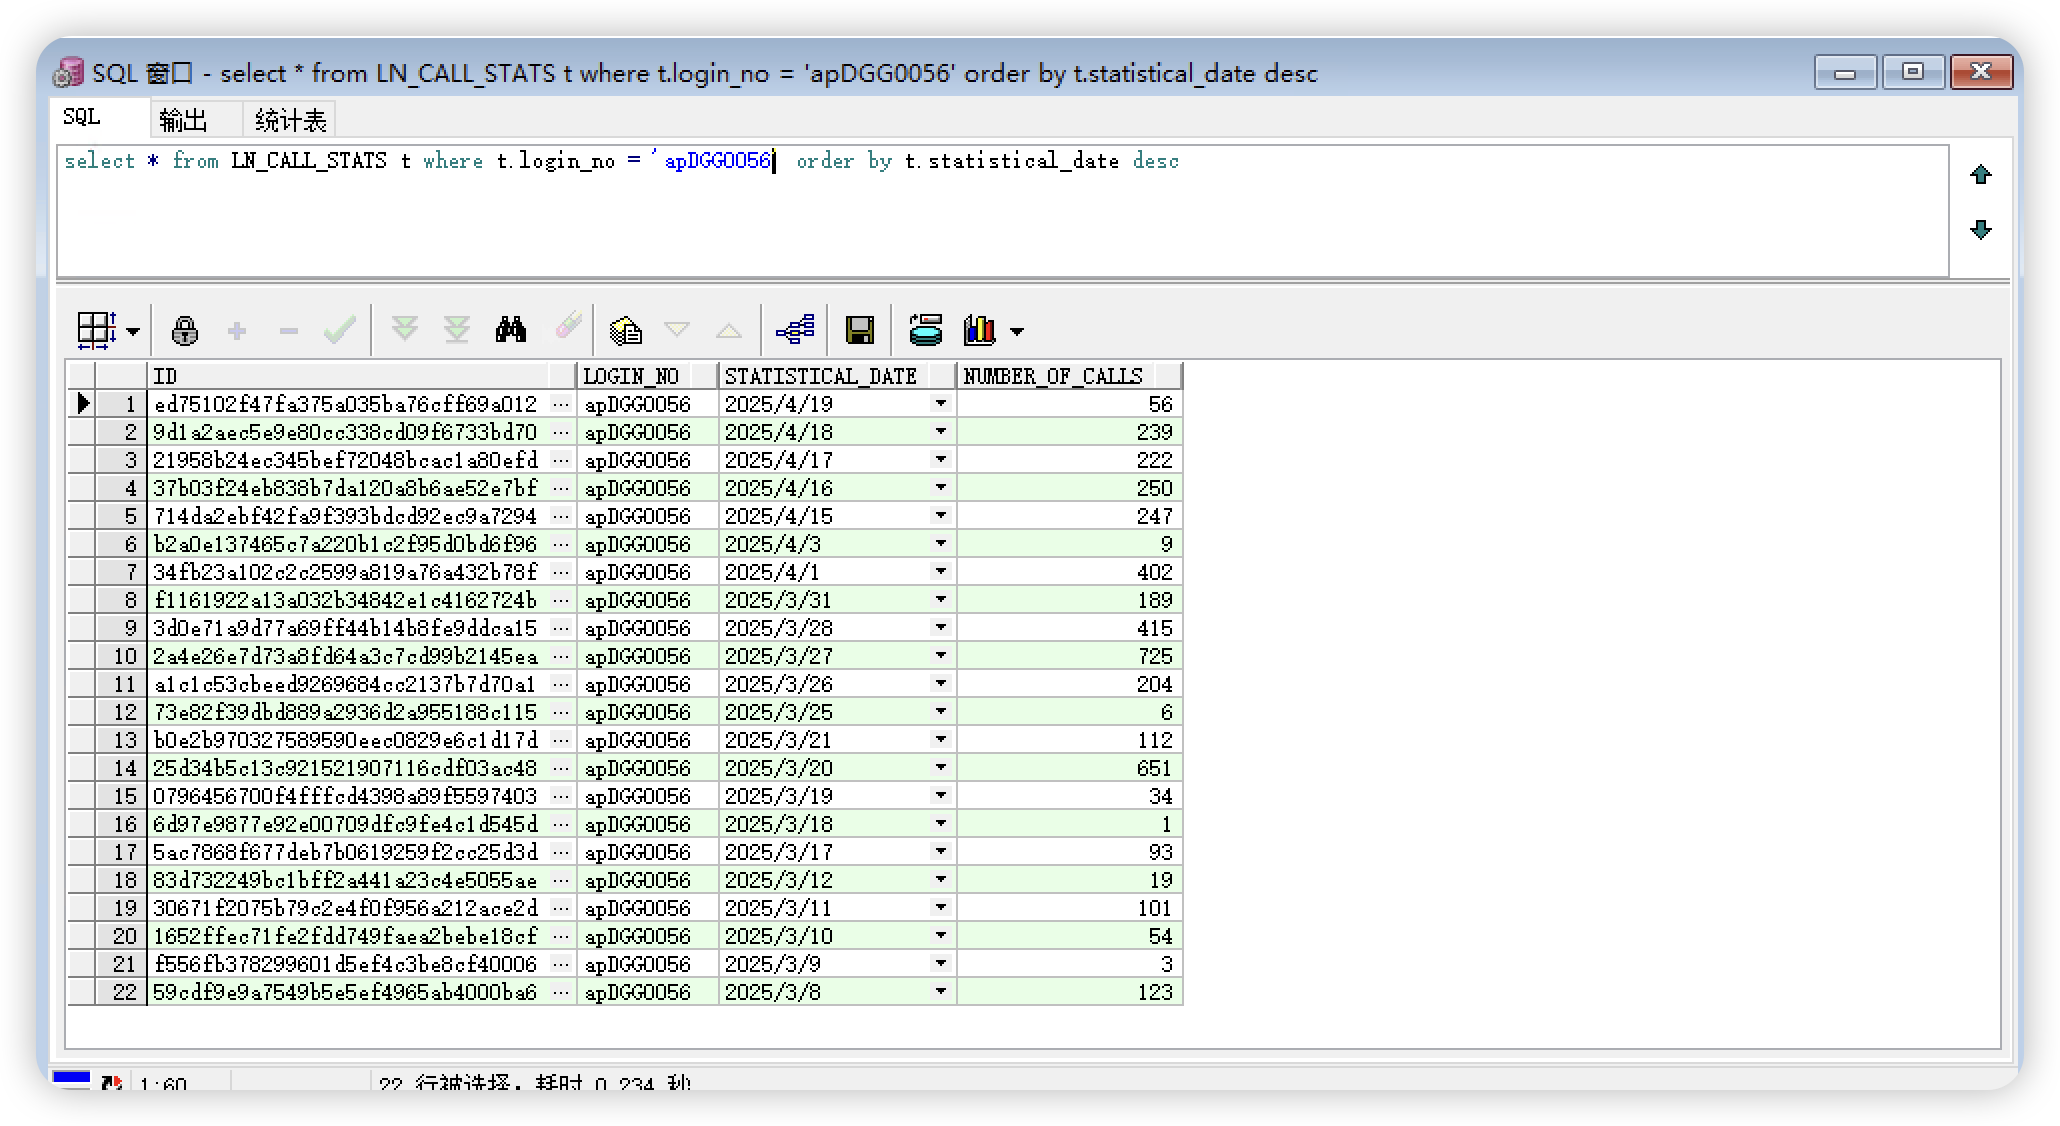 SQL 窗口 - select * from LN_CALL_STATS t where t.login_no = 'apDGG0056' order by t.statistical_date desc
SQL 输出 统计表
select * from LN_CALL_STATS t where t.login_no = 'apDGG0056' order by t.statistical_date desc
ID LOGIN_NO STATISTICAL_DATE NUMBER_OF_CALLS
1 ed75102f47fa375a035ba76cff69a012 ... apDGG0056 2025/4/19 56
2 9d1a2aec5e9e80cc338cd09f6733bd70 ... apDGG0056 2025/4/18 239
3 21958b24ec345bef72048bcac1a80efd ... apDGG0056 2025/4/17 222
4 37b03f24eb838b7da120a8b6ae52e7bf ... apDGG0056 2025/4/16 250
5 714da2ebf42fa9f393bdcd92ec9a7294 ... apDGG0056 2025/4/15 247
6 b2a0e137465c7a220b1c2f95d0bd6f96 ... apDGG0056 2025/4/3 9
7 34fb23a102c2c2599a819a76a432b78f ... apDGG0056 2025/4/1 402
8 f1161922a13a032b34842e1c4162724b ... apDGG0056 2025/3/31 189
9 3d0e71a9d77a69ff44b14b8fe9ddca15 ... apDGG0056 2025/3/28 415
10 2a4e26e7d73a8fd64a3c7cd99b2145ea ... apDGG0056 2025/3/27 725
11 a1c1c53cbeed9269684cc2137b7d70a1 ... apDGG0056 2025/3/26 204
12 73e82f39dbd889a2936d2a955188c115 ... apDGG0056 2025/3/25 6
13 b0e2b970327589590eec0829e6c1d17d ... apDGG0056 2025/3/21 112
14 25d34b5c13c921521907116cdf03ac48 ... apDGG0056 2025/3/20 651
15 0796456700f4fffcd4398a89f5597403 ... apDGG0056 2025/3/19 34
16 6d97e9877e92e00709dfc9fe4c1d545d ... apDGG0056 2025/3/18 1
17 5ac7868f677deb7b0619259f2cc25d3d ... apDGG0056 2025/3/17 93
18 83d732249bc1bff2a441a23c4e5055ae ... apDGG0056 2025/3/12 19
19 30671f2075b79c2e4f0f956a212ace2d ... apDGG0056 2025/3/11 101
20 1652ffec71fe2fdd749faea2bebe18cf ... apDGG0056 2025/3/10 54
21 f556fb378299601d5ef4c3be8cf40006 ... apDGG0056 2025/3/9 3
22 59cdf9e9a7549b5e5ef4965ab4000ba6 ... apDGG0056 2025/3/8 123
1:60 22 行被选择, 耗时 0.234 秒